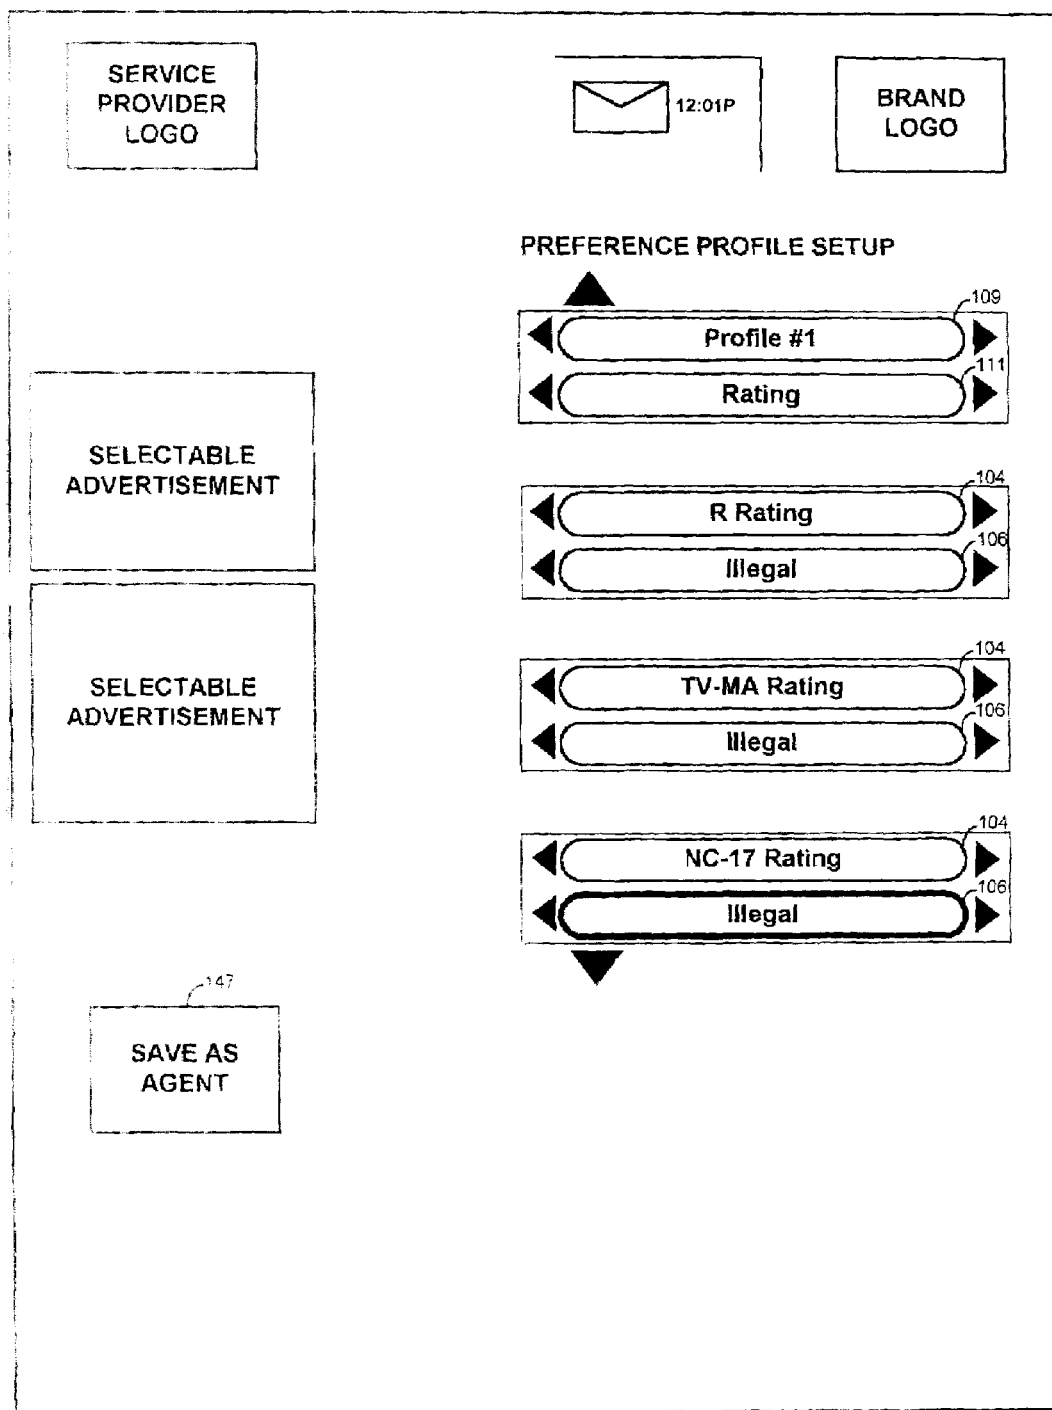 SERVICE
PROVIDER
LOGO
12:01P
BRAND
LOGO
PREFERENCE PROFILE SETUP
109
Profile #1
111
Rating
SELECTABLE
ADVERTISEMENT
104
R Rating
106
Illegal
SELECTABLE
ADVERTISEMENT
104
TV-MA Rating
106
Illegal
104
NC-17 Rating
106
Illegal
147
SAVE AS
AGENT